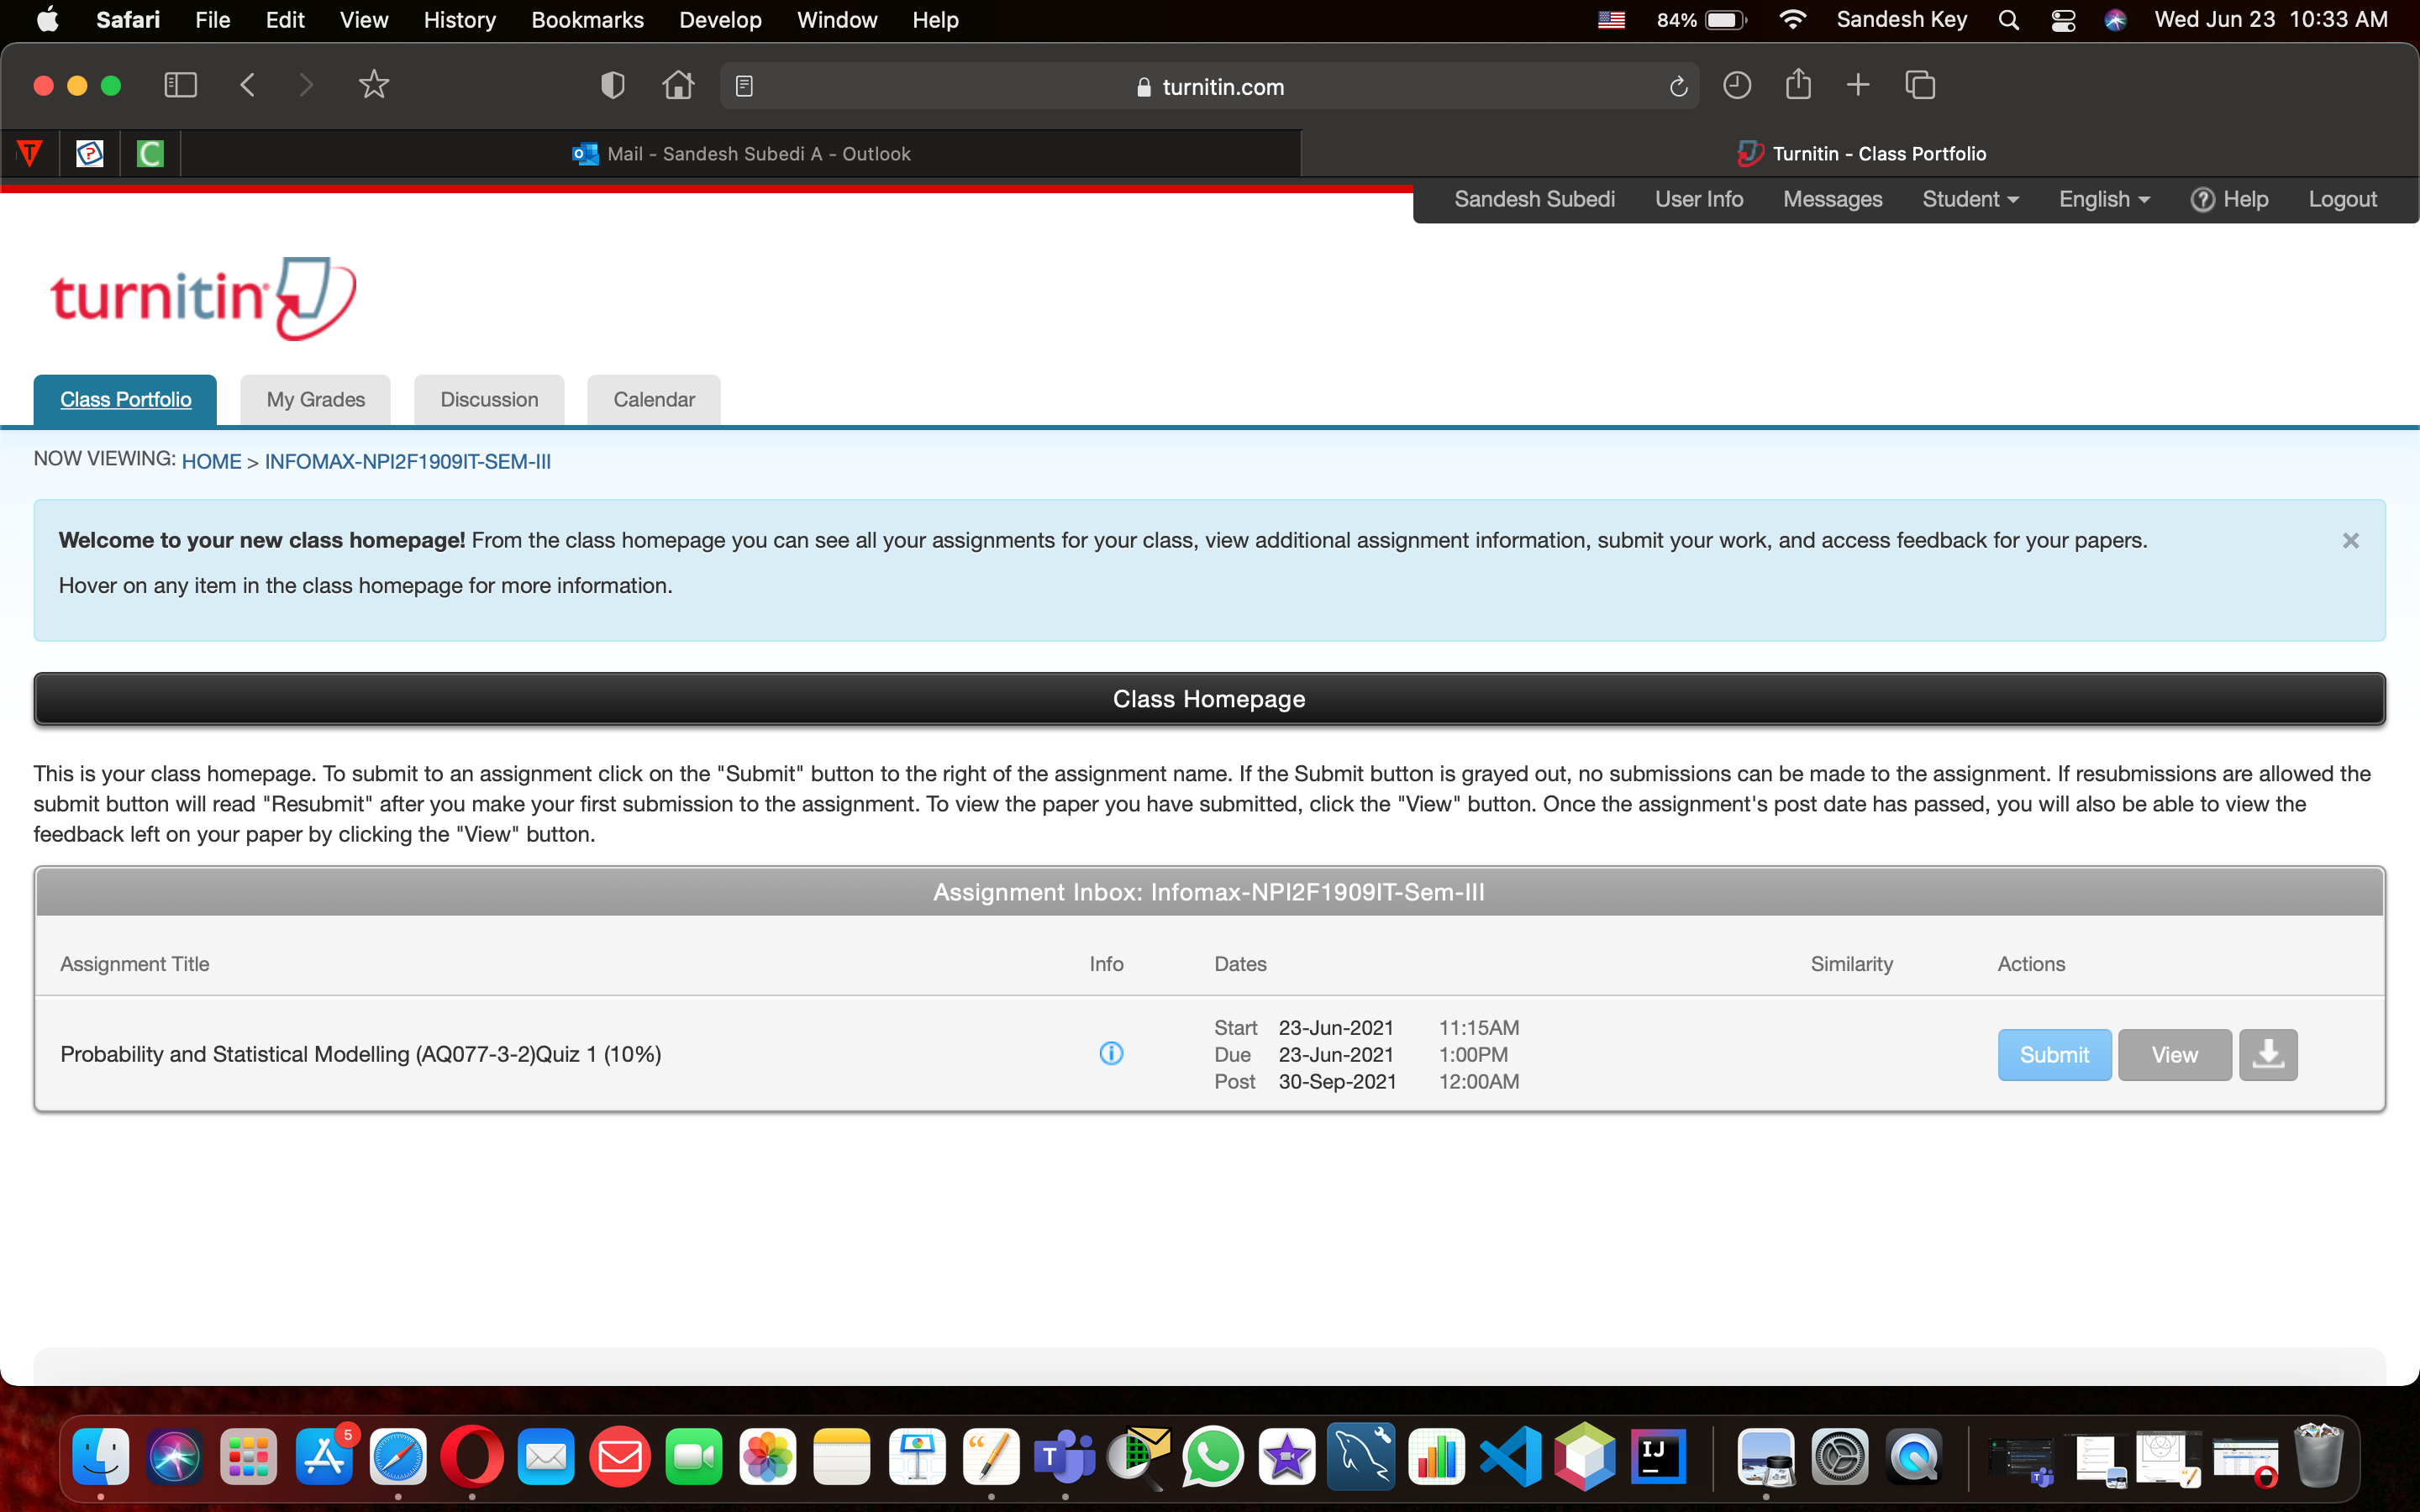 Safari File Edit View History Bookmarks Develop Window Help 84% Sandesh Key Wed Jun 23 10:33 AM
turnitin.com
Mail - Sandesh Subedi A - Outlook Turnitin - Class Portfolio
Sandesh Subedi User Info Messages Student English Help Logout
turnitin
Class Portfolio My Grades Discussion Calendar
NOW VIEWING: HOME > INFOMAX-NPI2F1909IT-SEM-III
Welcome to your new class homepage! From the class homepage you can see all your assignments for your class, view additional assignment information, submit your work, and access feedback for your papers.
Hover on any item in the class homepage for more information.
Class Homepage
This is your class homepage. To submit to an assignment click on the "Submit" button to the right of the assignment name. If the Submit button is grayed out, no submissions can be made to the assignment. If resubmissions are allowed the
submit button will read "Resubmit" after you make your first submission to the assignment. To view the paper you have submitted, click the "View" button. Once the assignment's post date has passed, you will also be able to view the
feedback left on your paper by clicking the "View" button.
Assignment Inbox: Infomax-NPI2F1909IT-Sem-III
Assignment Title Info Dates Similarity Actions
Start 23-Jun-2021 11:15AM
Probability and Statistical Modelling (AQ077-3-2)Quiz 1 (10%) Due 23-Jun-2021 1:00PM Submit View
Post 30-Sep-2021 12:00AM
5
T
IJ